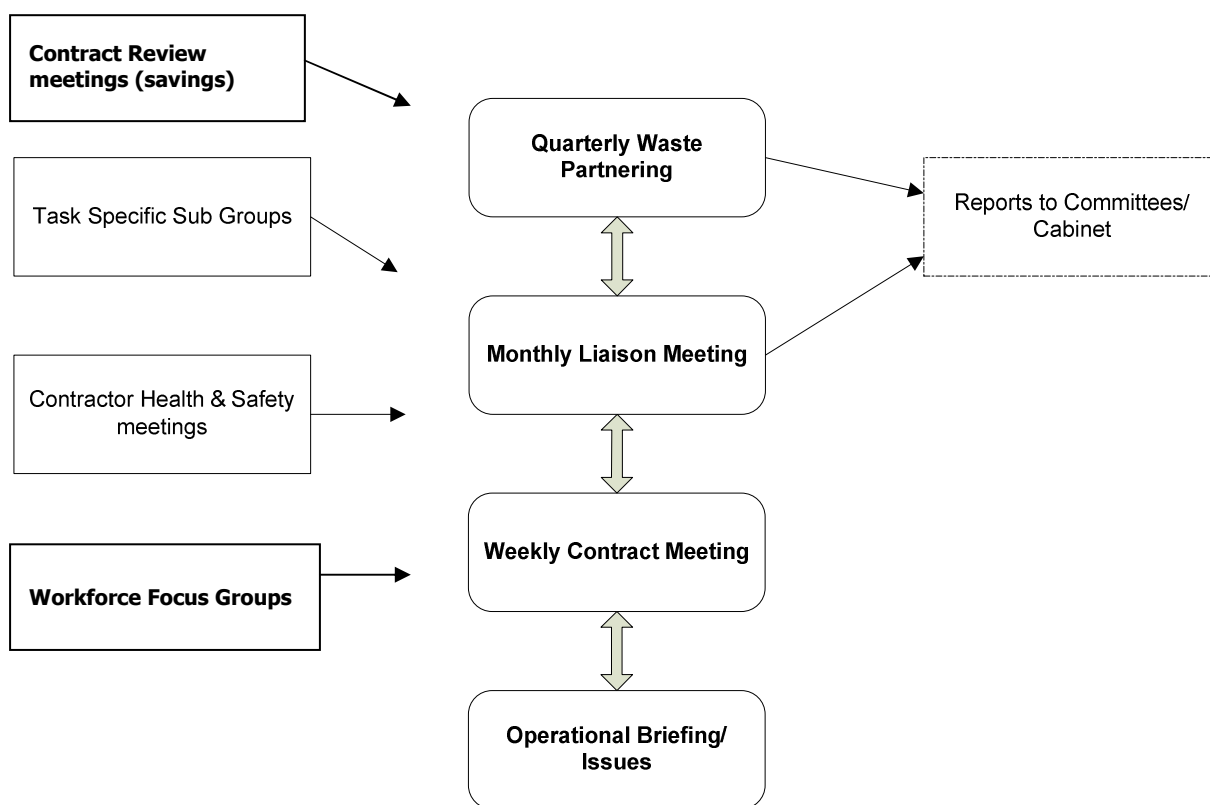 Contract Review
meetings (savings)
Quarterly Waste
Partnering
Task Specific Sub Groups
Reports to Committees/
Cabinet
Monthly Liaison Meeting
Contractor Health & Safety
meetings
Weekly Contract Meeting
Workforce Focus Groups
Operational Briefing/
Issues